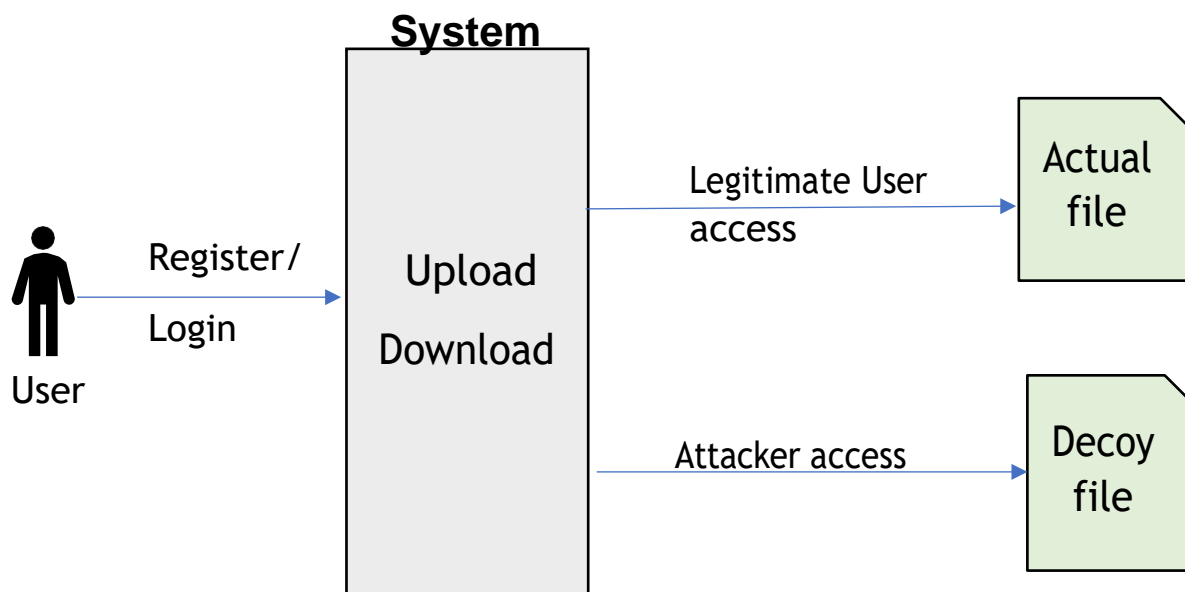 System
Register/
Login
User
Upload
Download
Legitimate User
access
Actual
file
Attacker access
Decoy
file